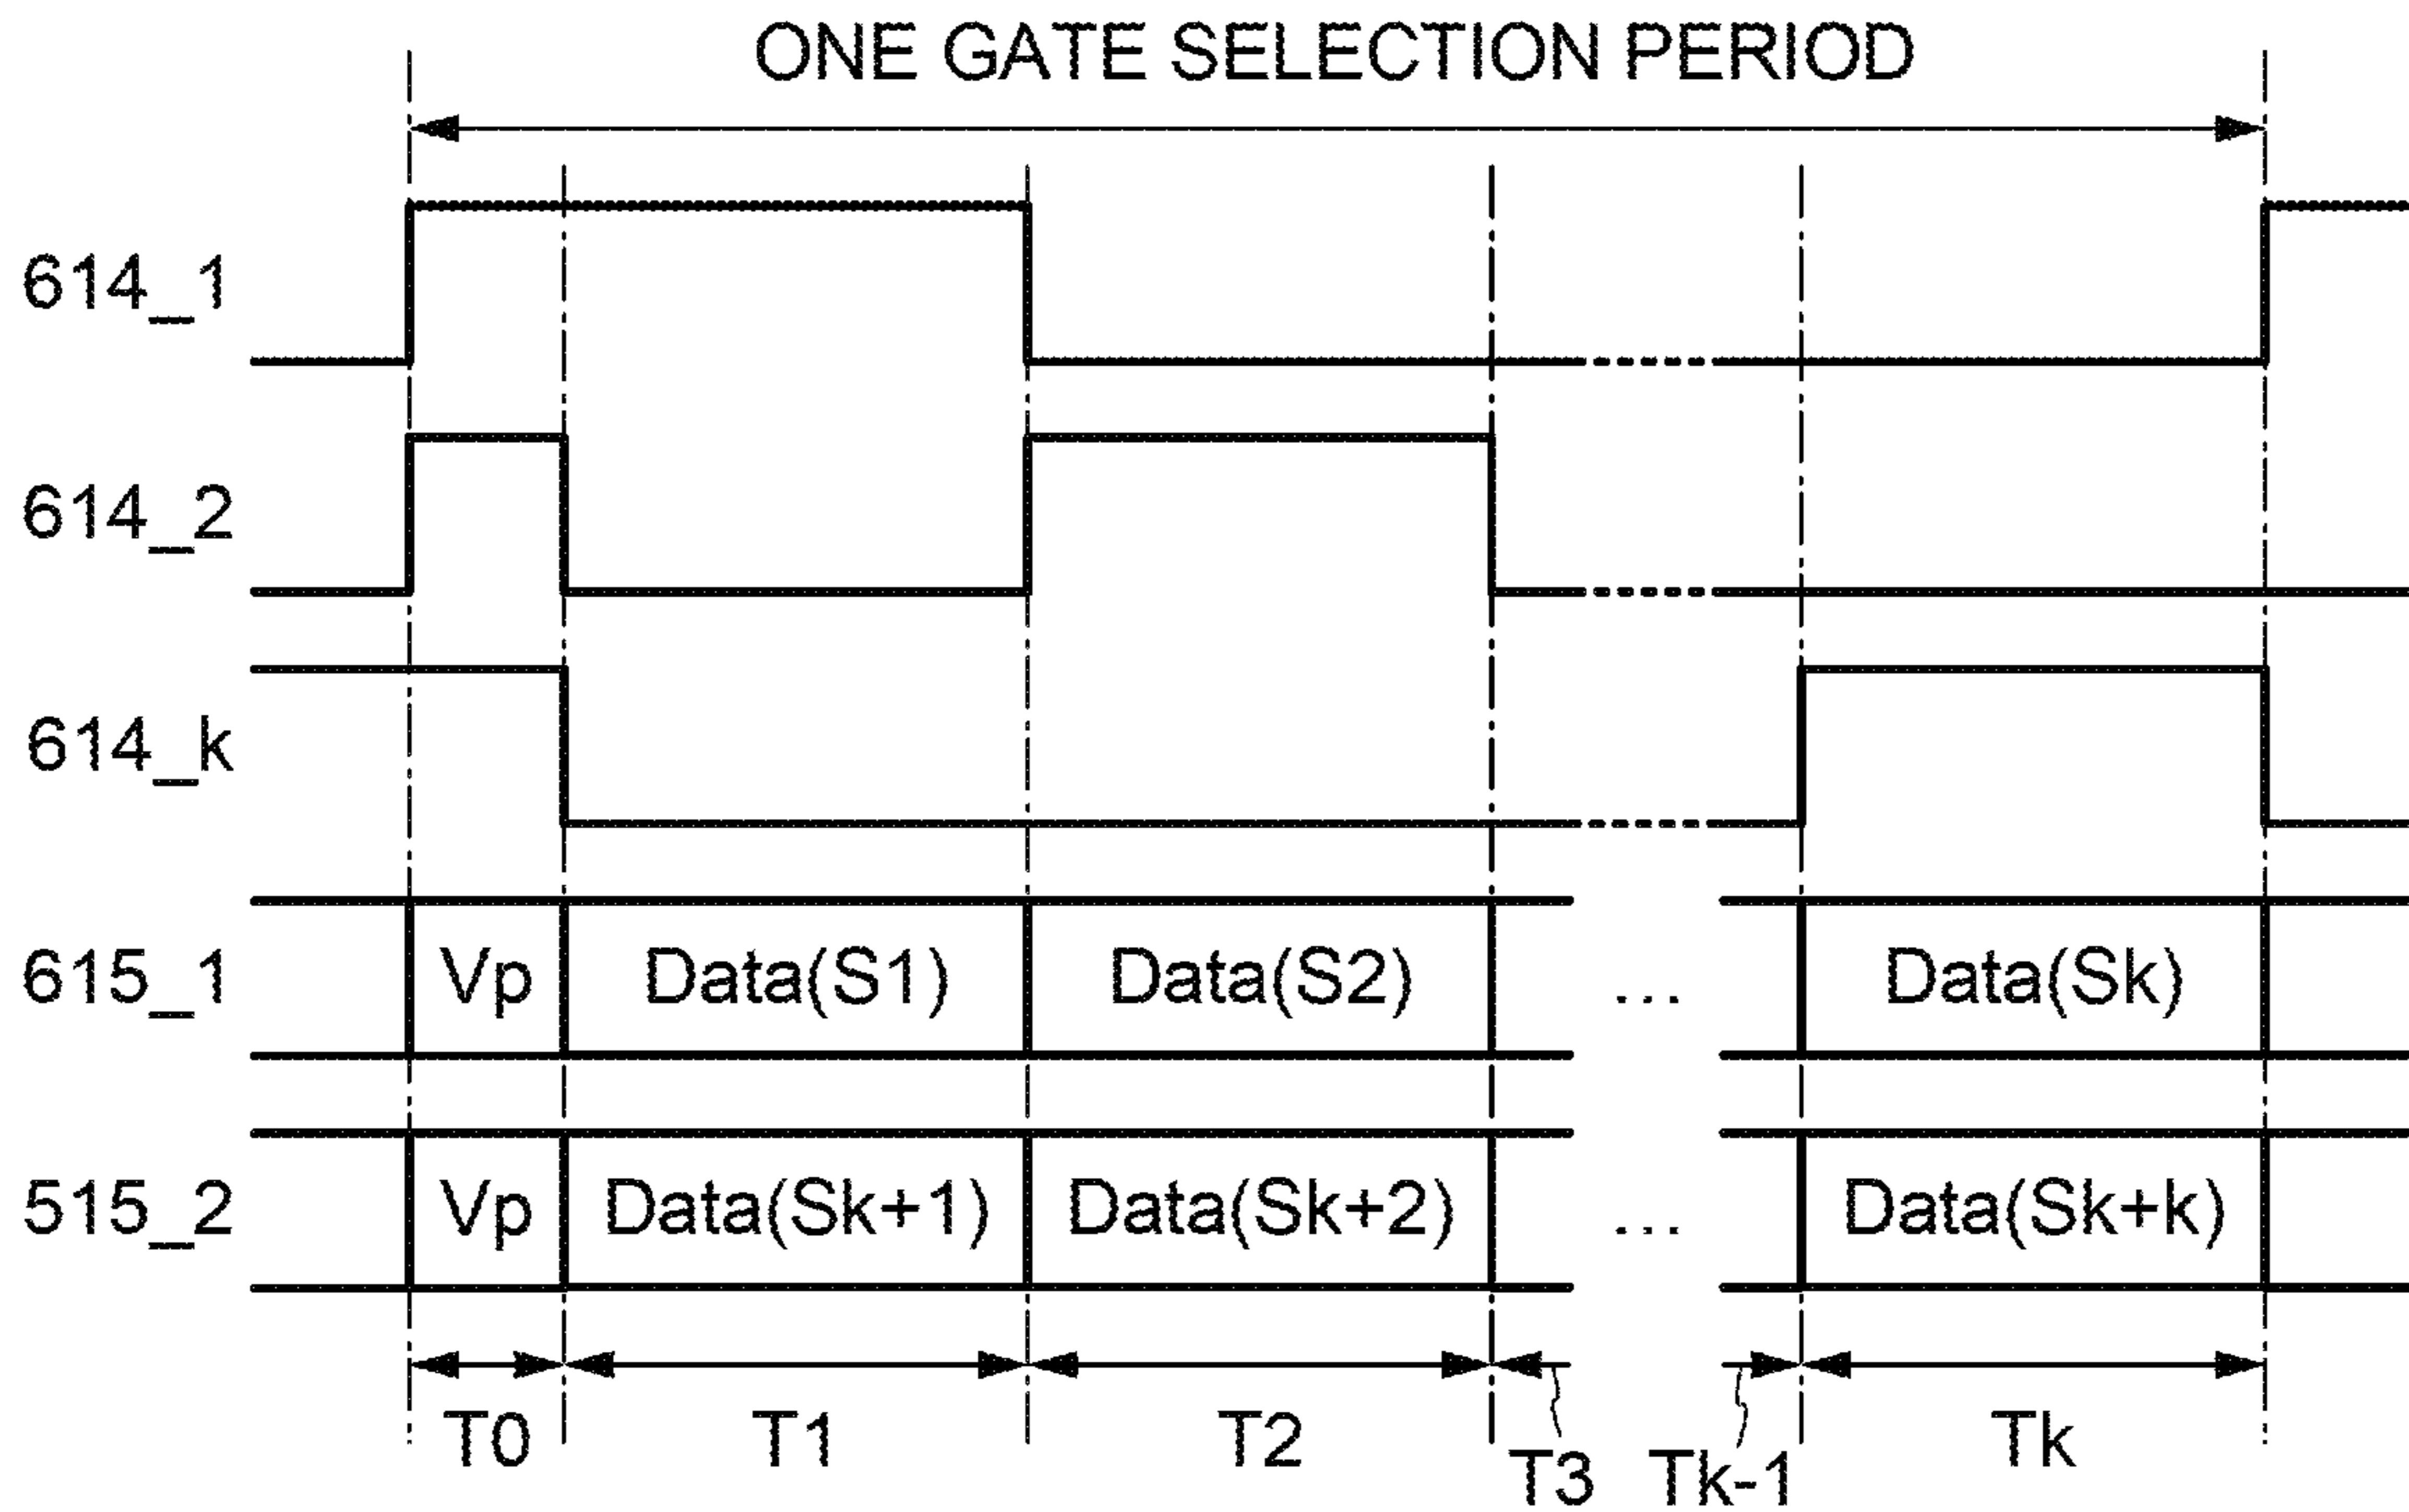 ONE GATE SELECTION PERIOD
614_1
614_2
614_k
615_1 Vp Data(S1) Data(S2) ... Data(Sk)
515_2 Vp Data(Sk+1) Data(Sk+2) ... Data(Sk+k)
T0 T1 T2 T3 Tk-1 Tk